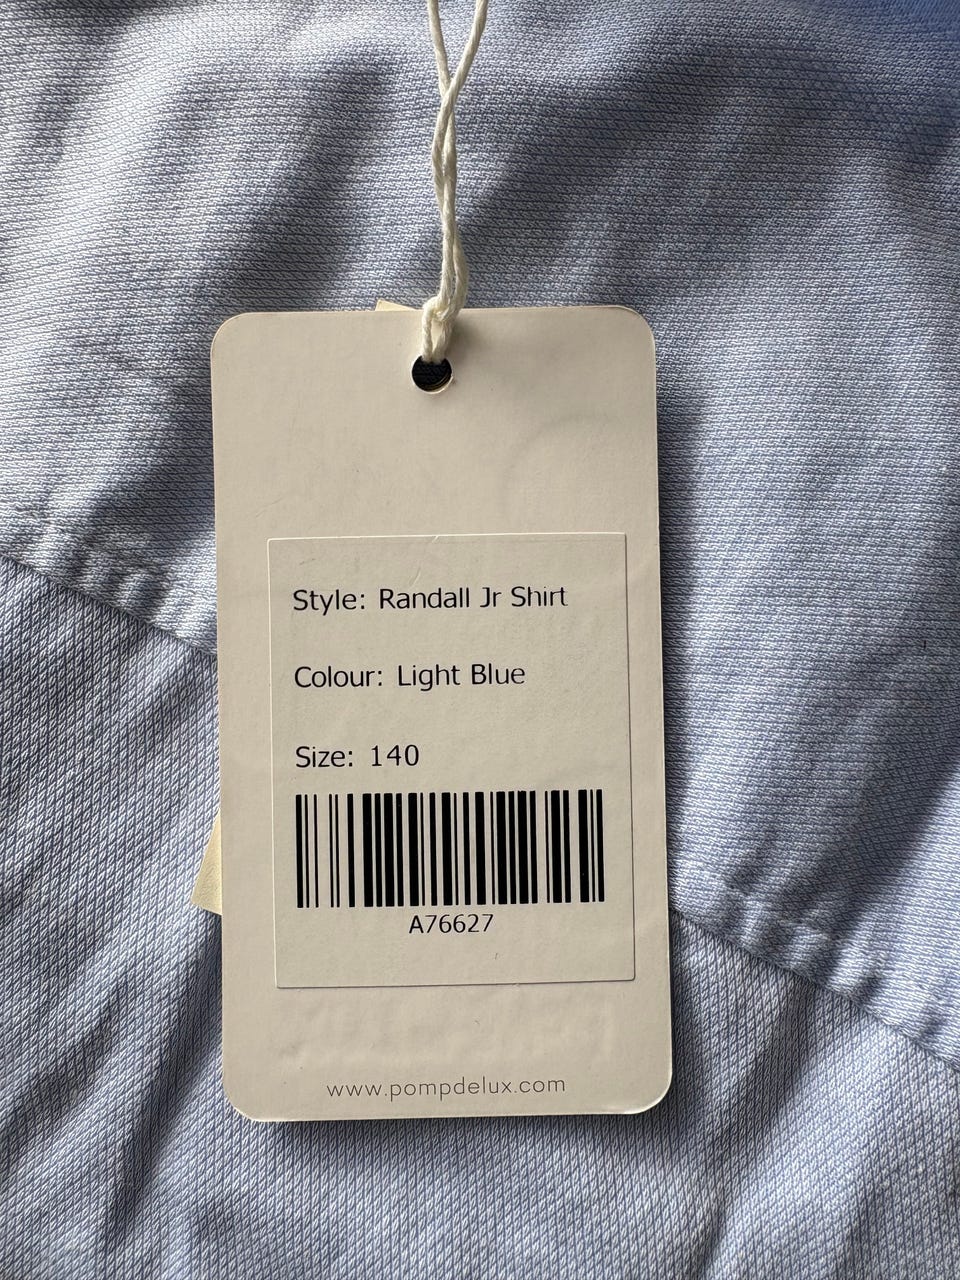 Style: Randall Jr Shirt
Colour: Light Blue
Size: 140
A76627
www.pompdelux.com